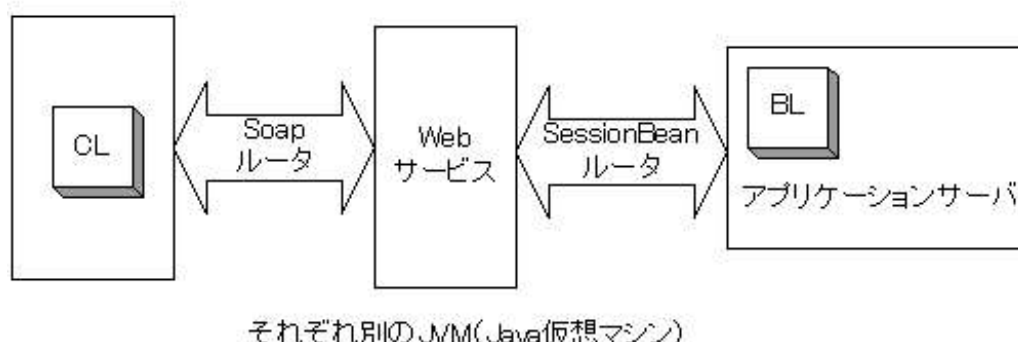 CL
Soap
ルータ
Web
サービス
SessionBean
ルータ
BL
アプリケーションサーバ
それぞれ別のJVM(Java仮想マシン)